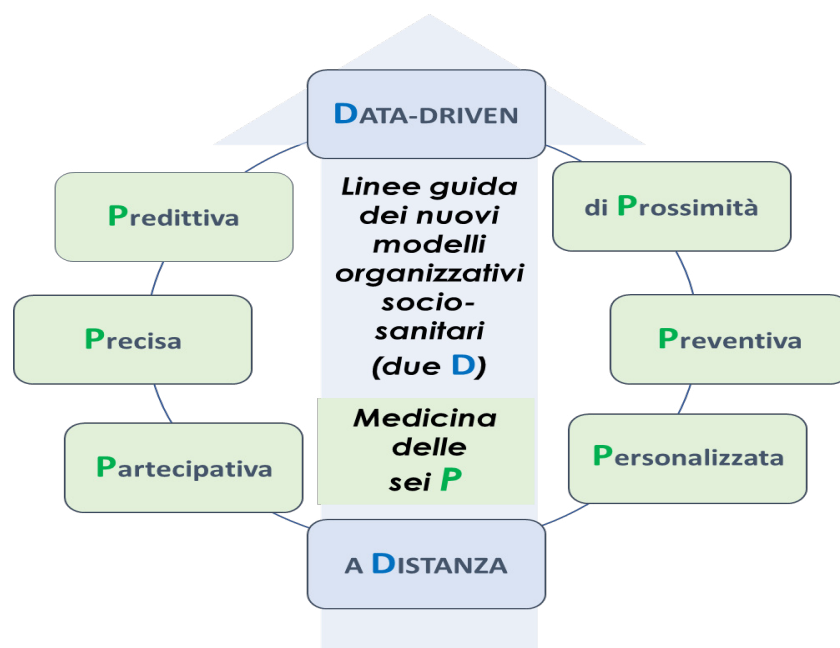 DATA-DRIVEN
Predittiva
di Prossimità
Linee guida
dei nuovi
modelli
organizzativi
socio-
sanitari
(due D)
Precisa
Preventiva
Medicina
delle
sei P
Partecipativa
Personalizzata
A DISTANZA